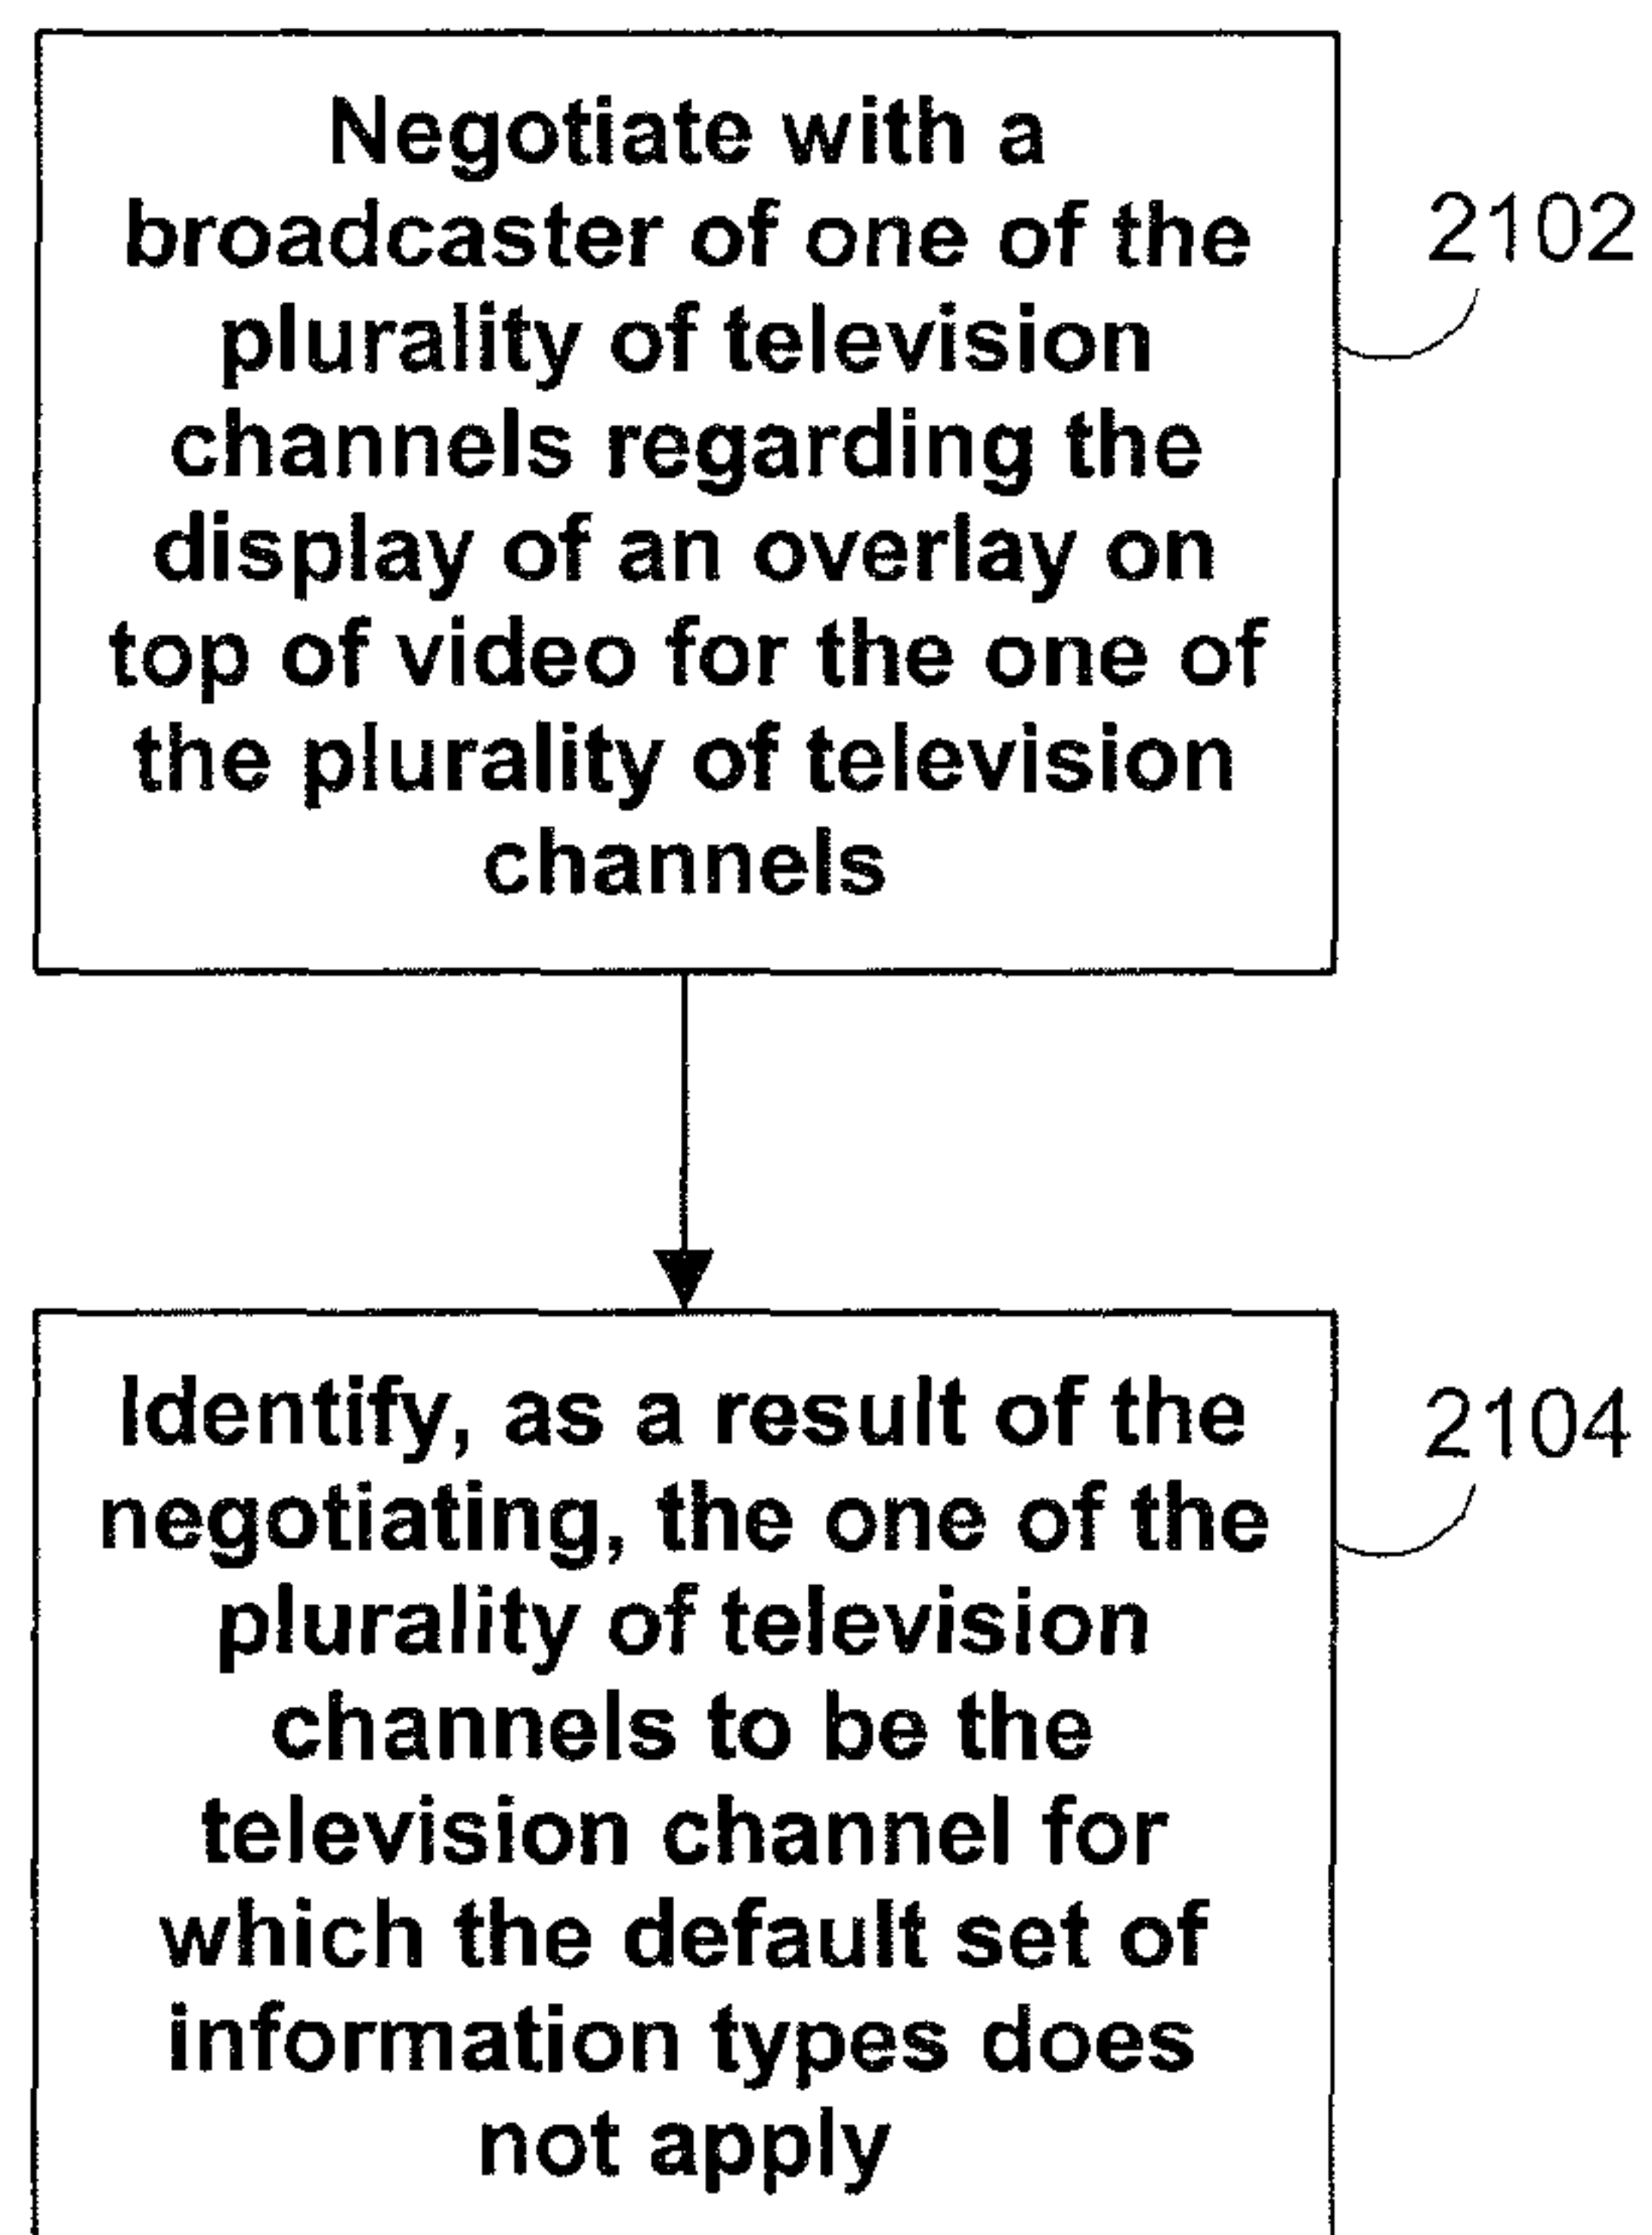 Negotiate with a
broadcaster of one of the
plurality of television
channels regarding the
display of an overlay on
top of video for the one of
the plurality of television
channels
2102
Identify, as a result of the
negotiating, the one of the
plurality of television
channels to be the
television channel for
which the default set of
information types does
not apply
2104